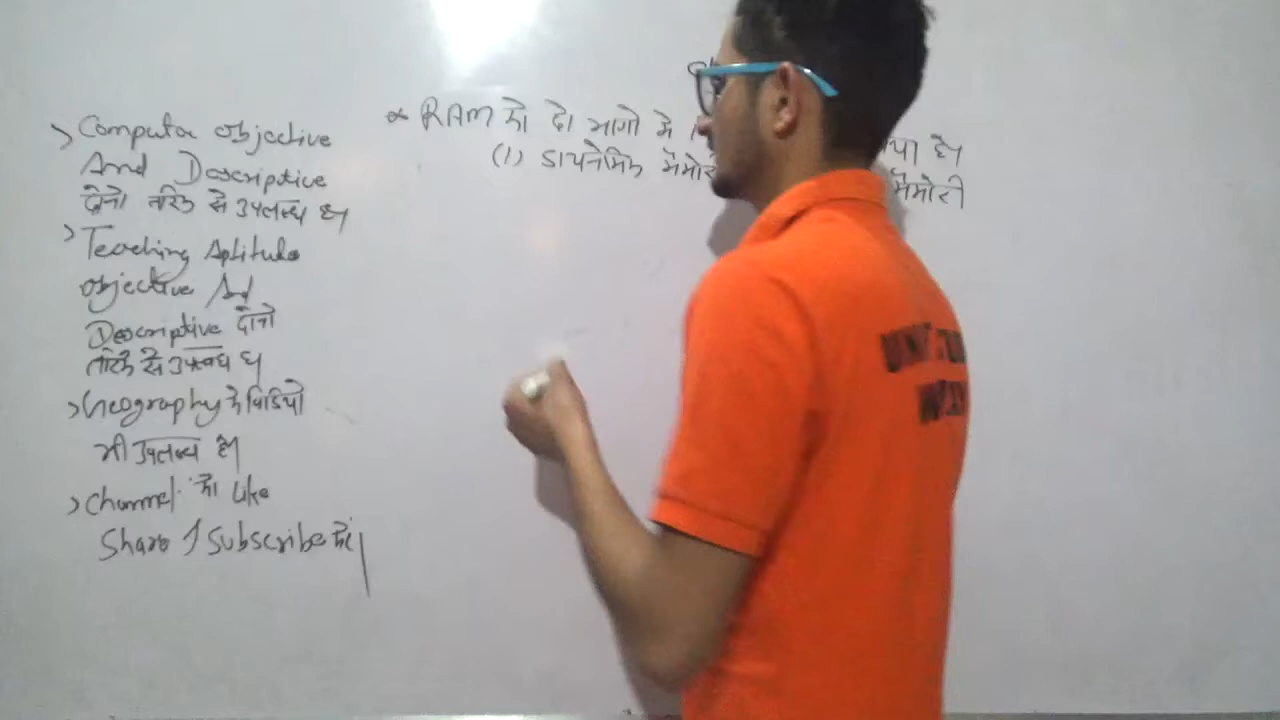 Computer objective
And Descriptive
दोनो तरिके से उपलब्ध है।
Teaching Aptitude
objective And
Descriptive दोनो
तरिके से उपलब्ध है।
Geography के विडियो
भी उपलब्ध है।
Channel को Like
Share / Subscribe करें।
* RAM को दो भागो में
(1) डायनेमिक मैमोरी
है।
मैमोरी